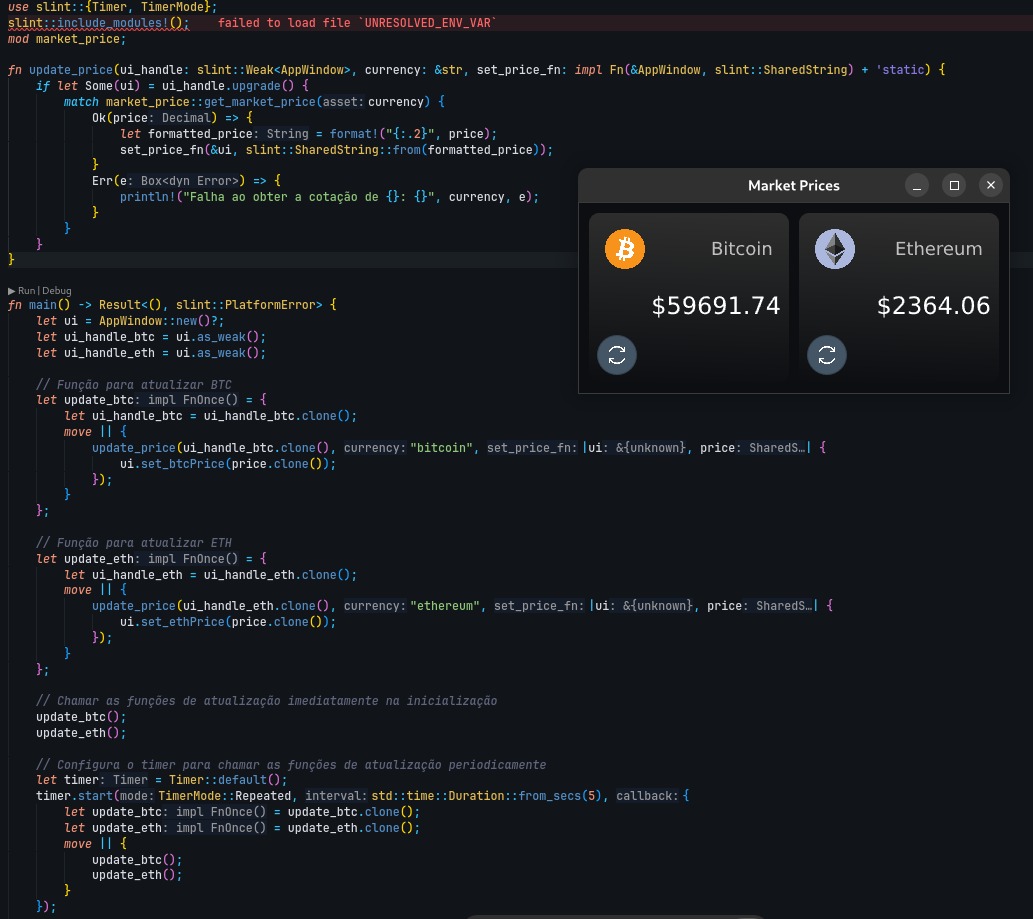 use slint::{Timer, TimerMode};
slint::include_modules!();    failed to load file `UNRESOLVED_ENV_VAR`
mod market_price;

fn update_price(ui_handle: slint::Weak<AppWindow>, currency: &str, set_price_fn: impl Fn(&AppWindow, slint::SharedString) + 'static) {
    if let Some(ui) = ui_handle.upgrade() {
        match market_price::get_market_price(asset: currency) {
            Ok(price: Decimal) => {
                let formatted_price: String = format!("{:.2}", price);
                set_price_fn(&ui, slint::SharedString::from(formatted_price));
            }
            Err(e: Box<dyn Error>) => {
                println!("Falha ao obter a cotação de {}: {}", currency, e);
            }
        }
    }
}

▶ Run | Debug
fn main() -> Result<(), slint::PlatformError> {
    let ui = AppWindow::new()?;
    let ui_handle_btc = ui.as_weak();
    let ui_handle_eth = ui.as_weak();

    // Função para atualizar BTC
    let update_btc: impl FnOnce() = {
        let ui_handle_btc = ui_handle_btc.clone();
        move || {
            update_price(ui_handle_btc.clone(), currency: "bitcoin", set_price_fn: |ui: &{unknown}, price: SharedS…| {
                ui.set_btcPrice(price.clone());
            });
        }
    };

    // Função para atualizar ETH
    let update_eth: impl FnOnce() = {
        let ui_handle_eth = ui_handle_eth.clone();
        move || {
            update_price(ui_handle_eth.clone(), currency: "ethereum", set_price_fn: |ui: &{unknown}, price: SharedS…| {
                ui.set_ethPrice(price.clone());
            });
        }
    };

    // Chamar as funções de atualização imediatamente na inicialização
    update_btc();
    update_eth();

    // Configura o timer para chamar as funções de atualização periodicamente
    let timer: Timer = Timer::default();
    timer.start(mode: TimerMode::Repeated, interval: std::time::Duration::from_secs(5), callback: {
        let update_btc: impl FnOnce() = update_btc.clone();
        let update_eth: impl FnOnce() = update_eth.clone();
        move || {
            update_btc();
            update_eth();
        }
    });
Market Prices
Bitcoin
$59691.74
Ethereum
$2364.06